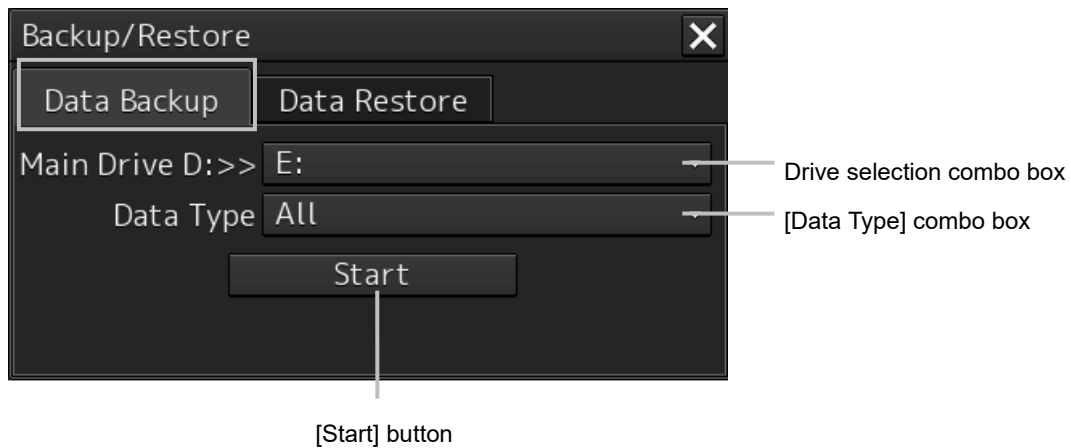 Backup/Restore
Data Backup
Data Restore
Main Drive D:>> E:
Drive selection combo box
Data Type All
[Data Type] combo box
Start
[Start] button